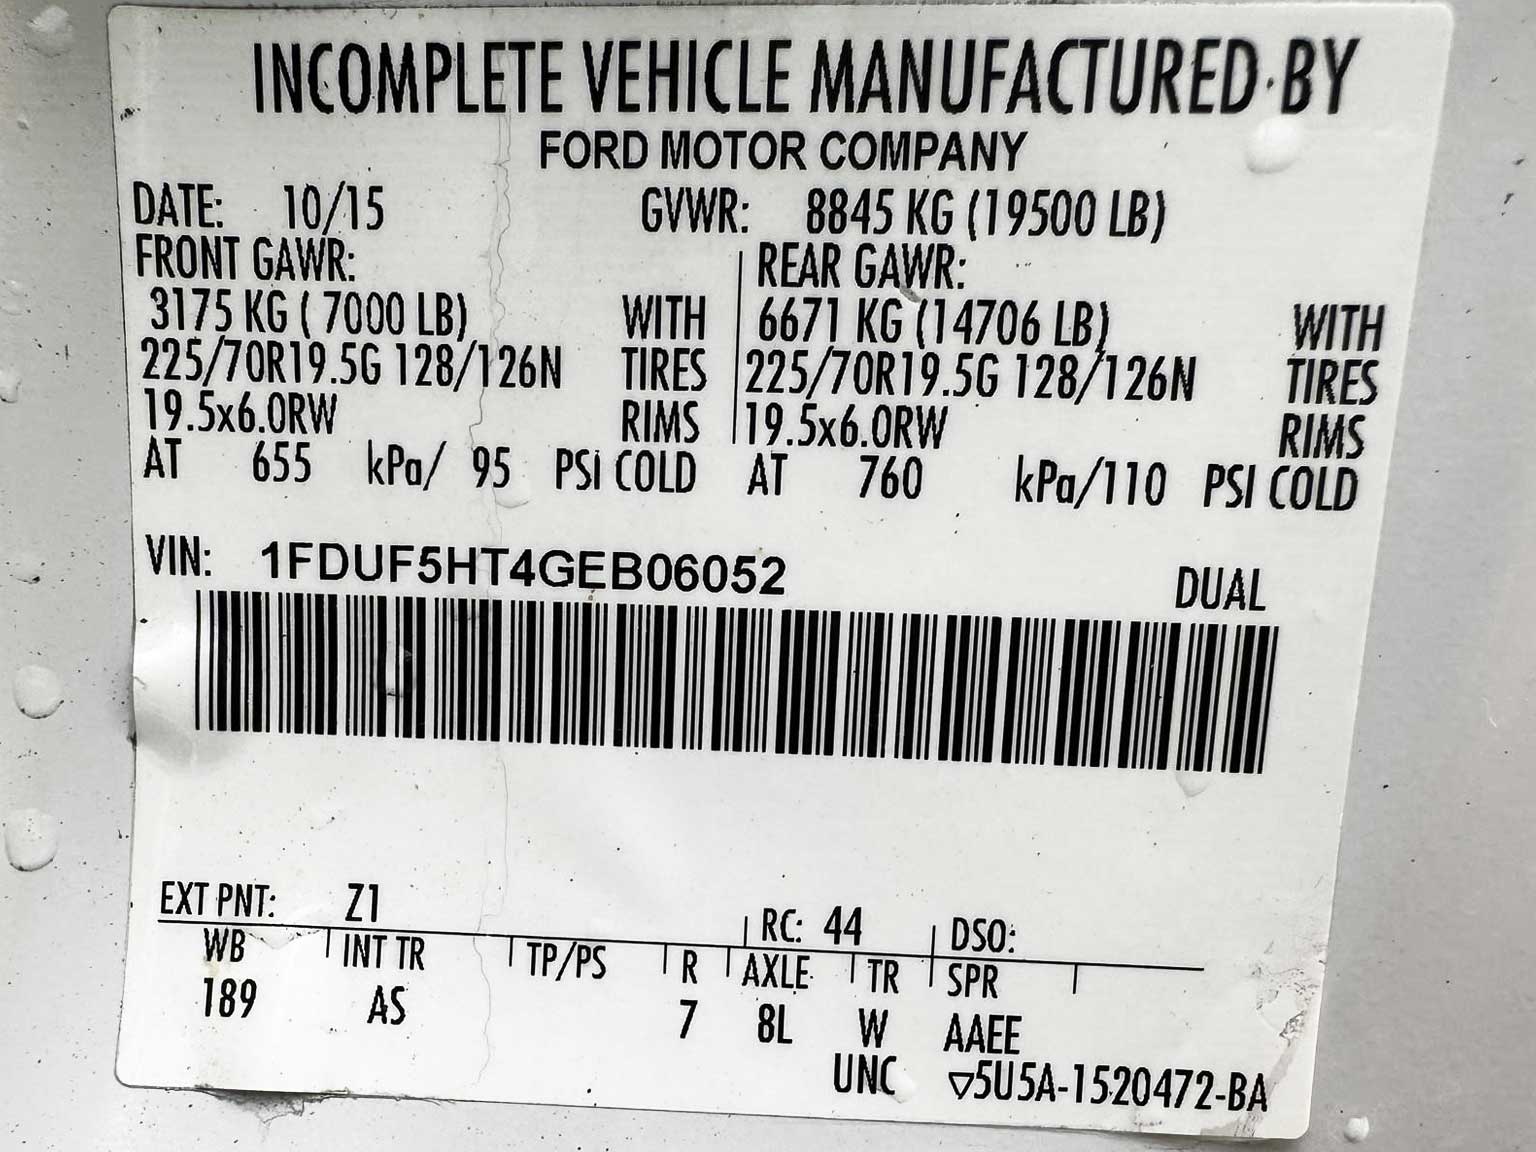 INCOMPLETE VEHICLE MANUFACTURED BY
FORD MOTOR COMPANY
DATE: 10/15 GVWR: 8845 KG (19500 LB)
FRONT GAWR: REAR GAWR:
3175 KG ( 7000 LB) WITH 6671 KG (14706 LB) WITH
225/70R19.5G 128/126N TIRES 225/70R19.5G 128/126N TIRES
19.5x6.0RW RIMS 19.5x6.0RW RIMS
AT 655 kPa/ 95 PSI COLD AT 760 kPa/110 PSI COLD
VIN: 1FDUF5HT4GEB06052 DUAL
EXT PNT: Z1 RC: 44 DSO:
WB INT TR TP/PS R AXLE TR SPR
189 AS 7 8L W AAEE
UNC ▽5U5A-1520472-BA